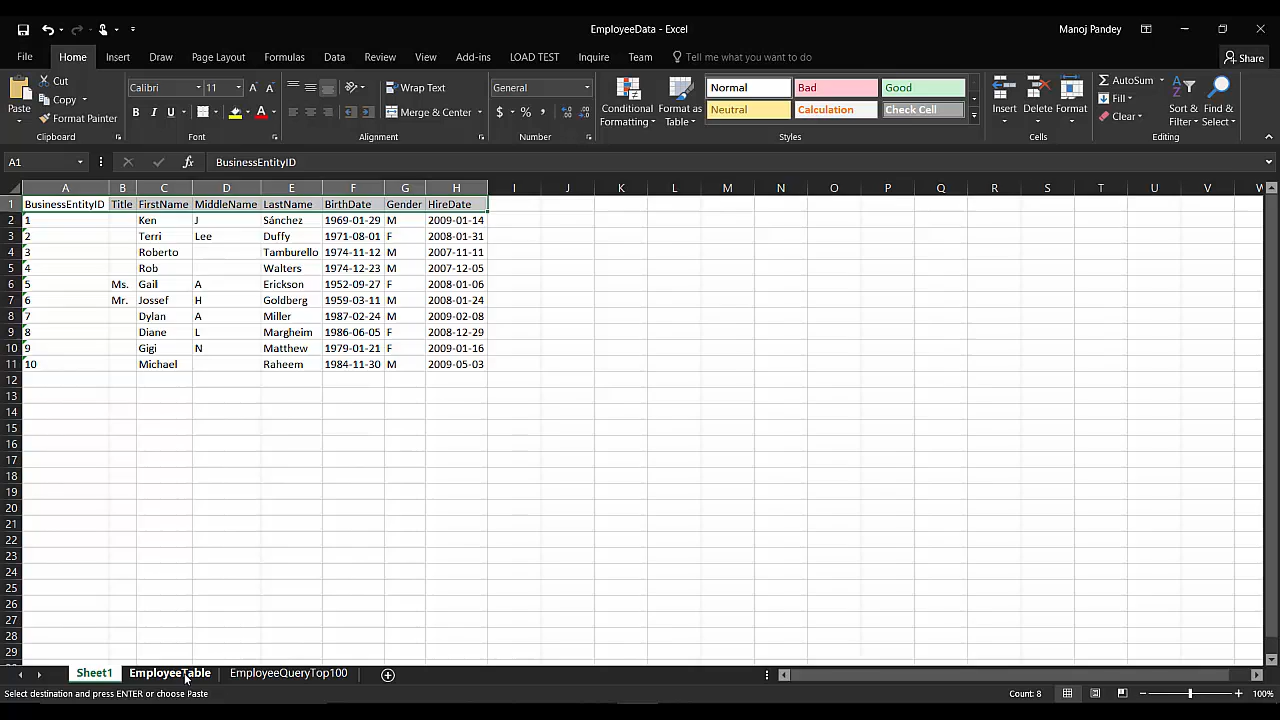 EmployeeData - Excel
Manoj Pandey
File Home Insert Draw Page Layout Formulas Data Review View Add-ins LOAD TEST Inquire Team Tell me what you want to do Share
Paste
Cut
Copy
Format Painter
Clipboard
Calibri 11
B I U
Font
Wrap Text
Merge & Center
Alignment
General
$ % ,
Number
Conditional Formatting
Format as Table
Normal Bad Good
Neutral Calculation Check Cell
Styles
Insert Delete Format
Cells
AutoSum
Fill
Clear
Sort & Filter
Find & Select
Editing
A1 fx BusinessEntityID
A B C D E F G H I J K L M N O P Q R S T U V W
1 BusinessEntityID Title FirstName MiddleName LastName BirthDate Gender HireDate
2 1 Ken J Sánchez 1969-01-29 M 2009-01-14
3 2 Terri Lee Duffy 1971-08-01 F 2008-01-31
4 3 Roberto Tamburello 1974-11-12 M 2007-11-11
5 4 Rob Walters 1974-12-23 M 2007-12-05
6 5 Ms. Gail A Erickson 1952-09-27 F 2008-01-06
7 6 Mr. Jossef H Goldberg 1959-03-11 M 2008-01-24
8 7 Dylan A Miller 1987-02-24 M 2009-02-08
9 8 Diane L Margheim 1986-06-05 F 2008-12-29
10 9 Gigi N Matthew 1979-01-21 F 2009-01-16
11 10 Michael Raheem 1984-11-30 M 2009-05-03
12
13
14
15
16
17
18
19
20
21
22
23
24
25
26
27
28
29
Sheet1 EmployeeTable EmployeeQueryTop100
Select destination and press ENTER or choose Paste Count: 8 100%